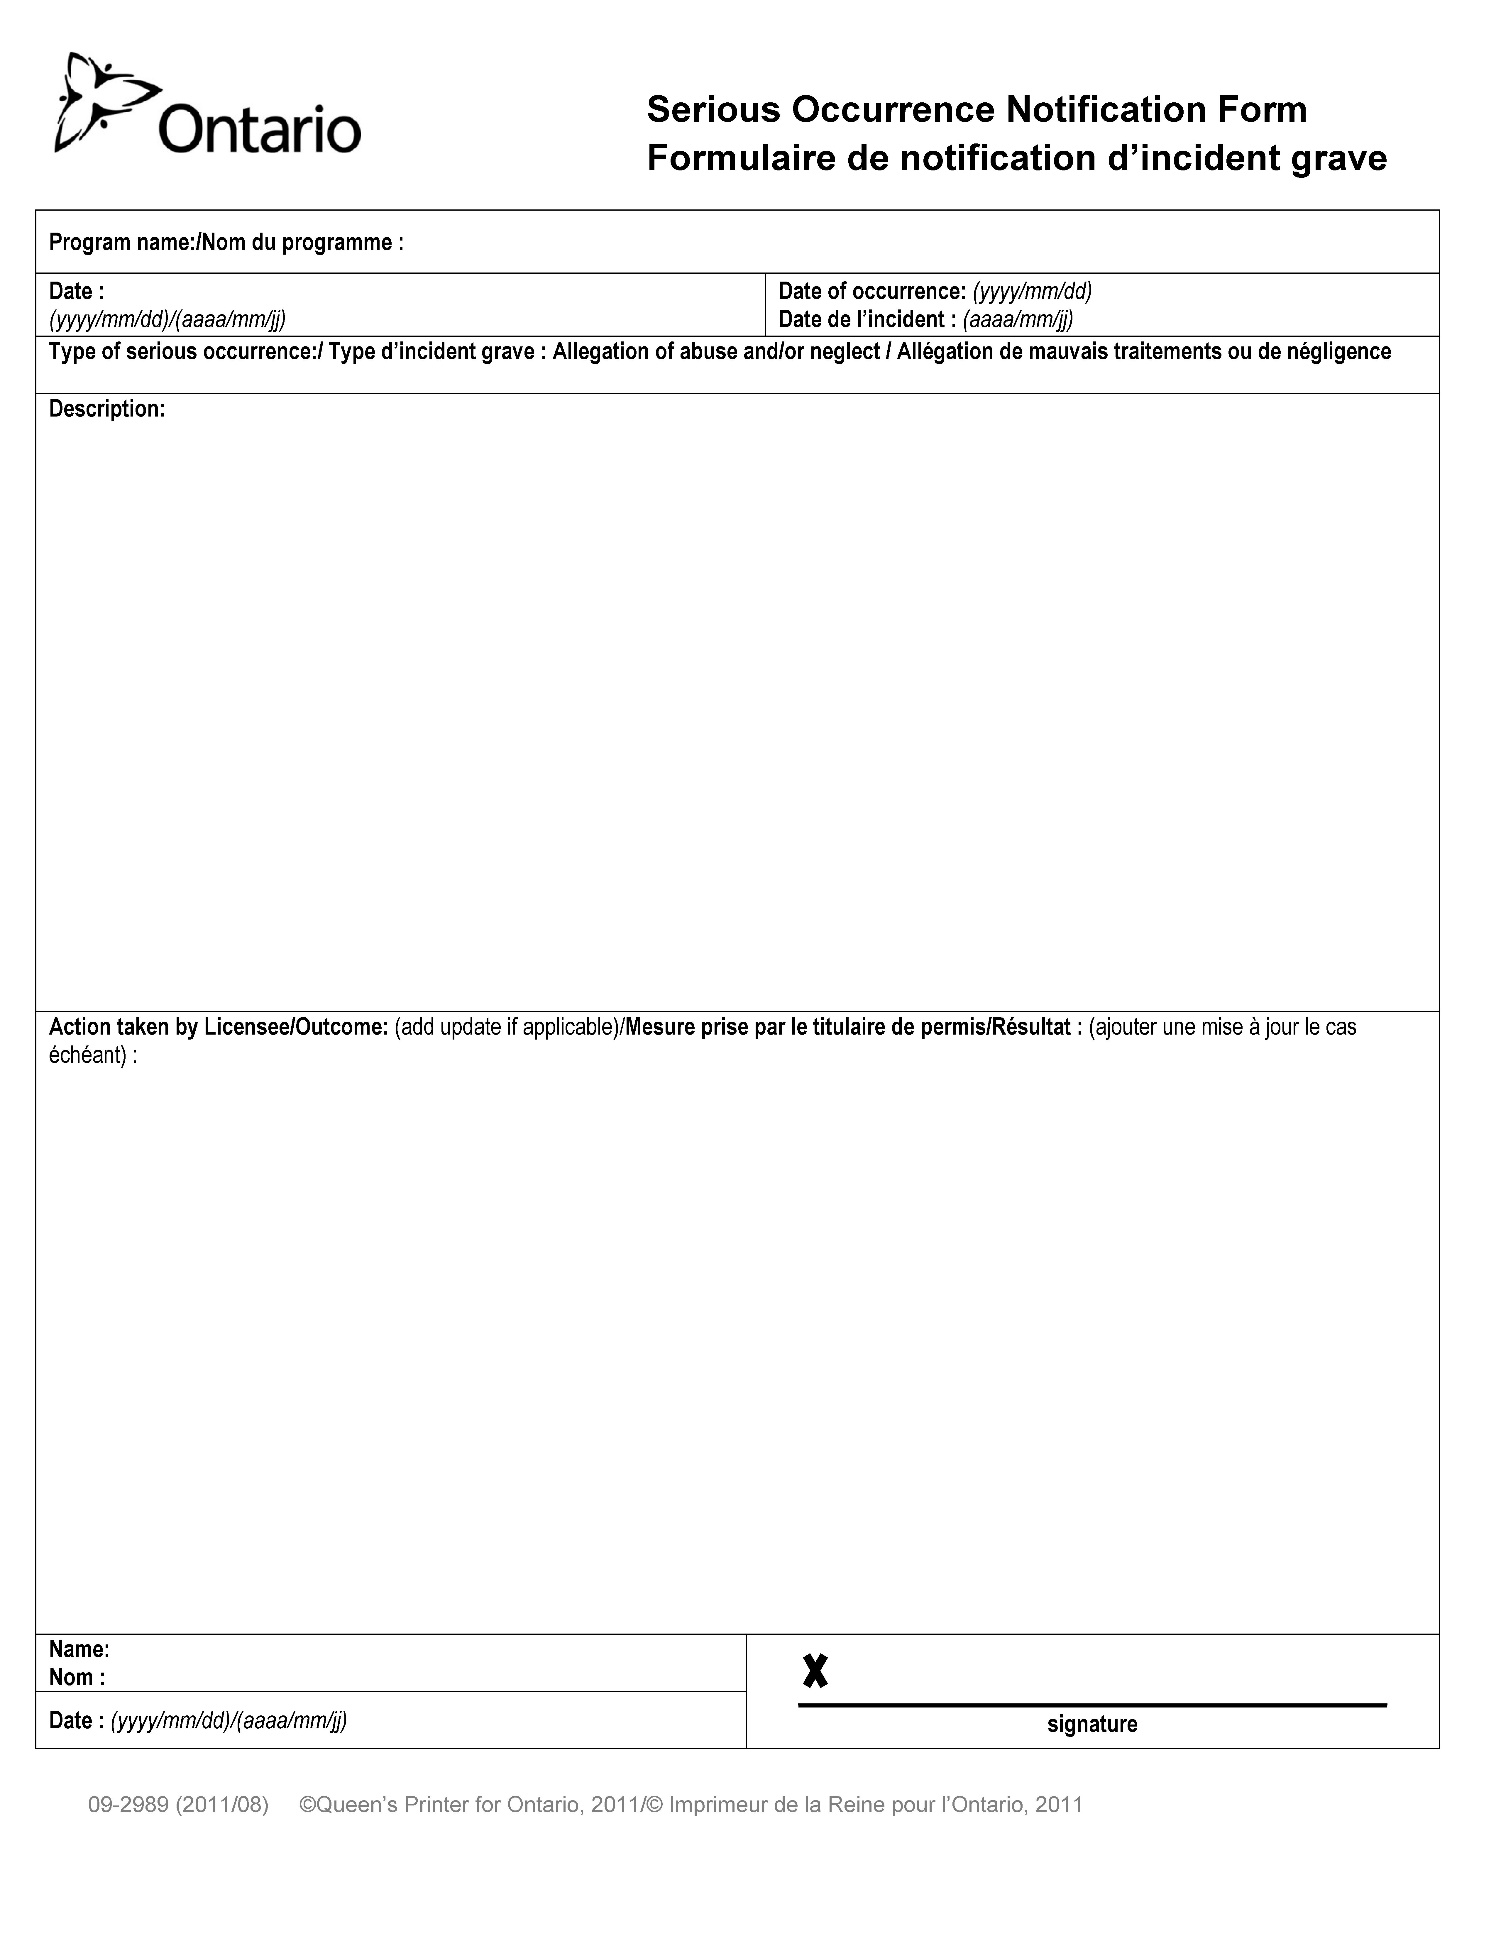 Ontario
Serious Occurrence Notification Form
Formulaire de notification d’incident grave
Program name:/Nom du programme :
Date :
(yyyy/mm/dd)/(aaaa/mm/jj)
Date of occurrence: (yyyy/mm/dd)
Date de l’incident : (aaaa/mm/jj)
Type of serious occurrence:/ Type d’incident grave : Allegation of abuse and/or neglect / Allégation de mauvais traitements ou de négligence
Description:
Action taken by Licensee/Outcome: (add update if applicable)/Mesure prise par le titulaire de permis/Résultat : (ajouter une mise à jour le cas
échéant) :
Name:
Nom :
Date : (yyyy/mm/dd)/(aaaa/mm/jj)
X
signature
09-2989 (2011/08) ©Queen’s Printer for Ontario, 2011/© Imprimeur de la Reine pour l’Ontario, 2011